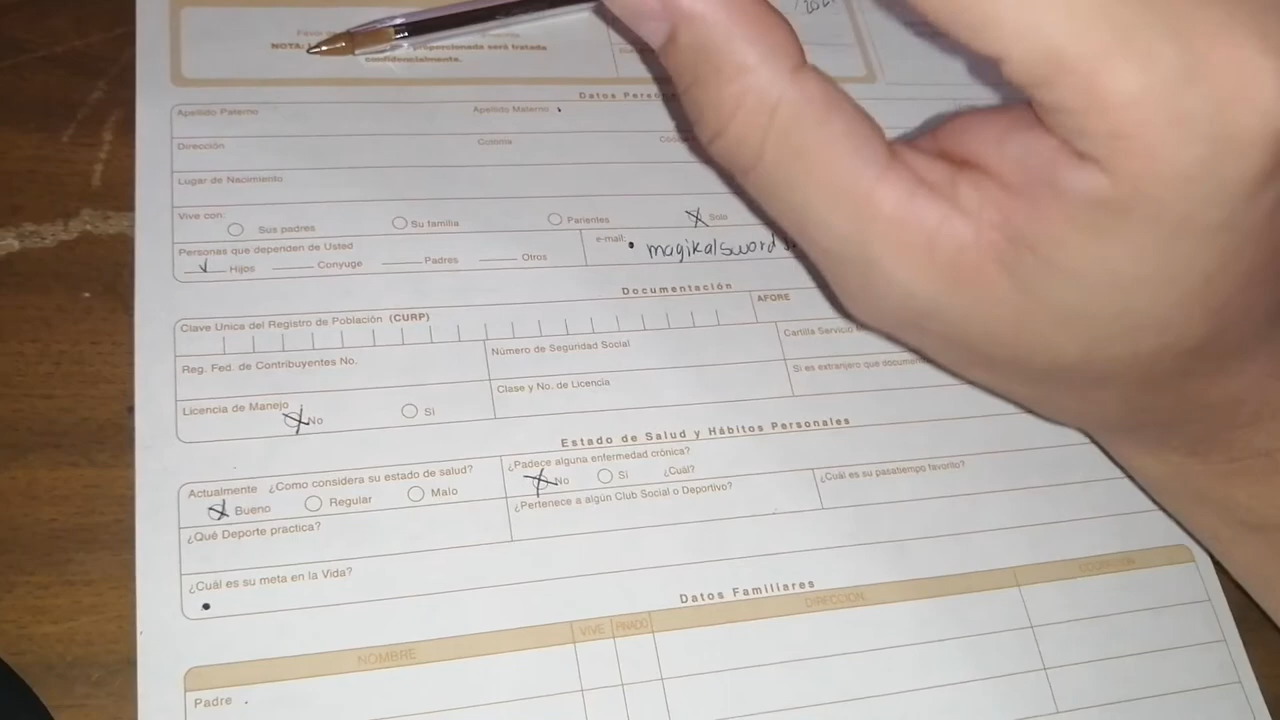 NOTA: proporcionada será tratada
confidencialmente.
Datos
Apellido Paterno Apellido Materno
Dirección Colonia
Lugar de Nacimiento
Vive con:
Sus padres Su familia Parientes Solo
Personas que dependen de Usted e-mail: magikalsword
Hijos Conyuge Padres Otros
Documentación
Clave Unica del Registro de Población (CURP) AFORE
Reg. Fed. de Contribuyentes No. Número de Seguridad Social Cartilla Servicio
Licencia de Manejo Clase y No. de Licencia Si es extranjero que
No Si
Estado de Salud y Hábitos Personales
Actualmente ¿Como considera su estado de salud? ¿Padece alguna enfermedad crónica?
Bueno Regular Malo No Si ¿Cuál?
¿Qué Deporte practica? ¿Pertenece a algún Club Social o Deportivo? ¿Cuál es su pasatiempo favorito?
¿Cuál es su meta en la Vida?
Datos Familiares
NOMBRE VIVE FINADO DIRECCION
Padre